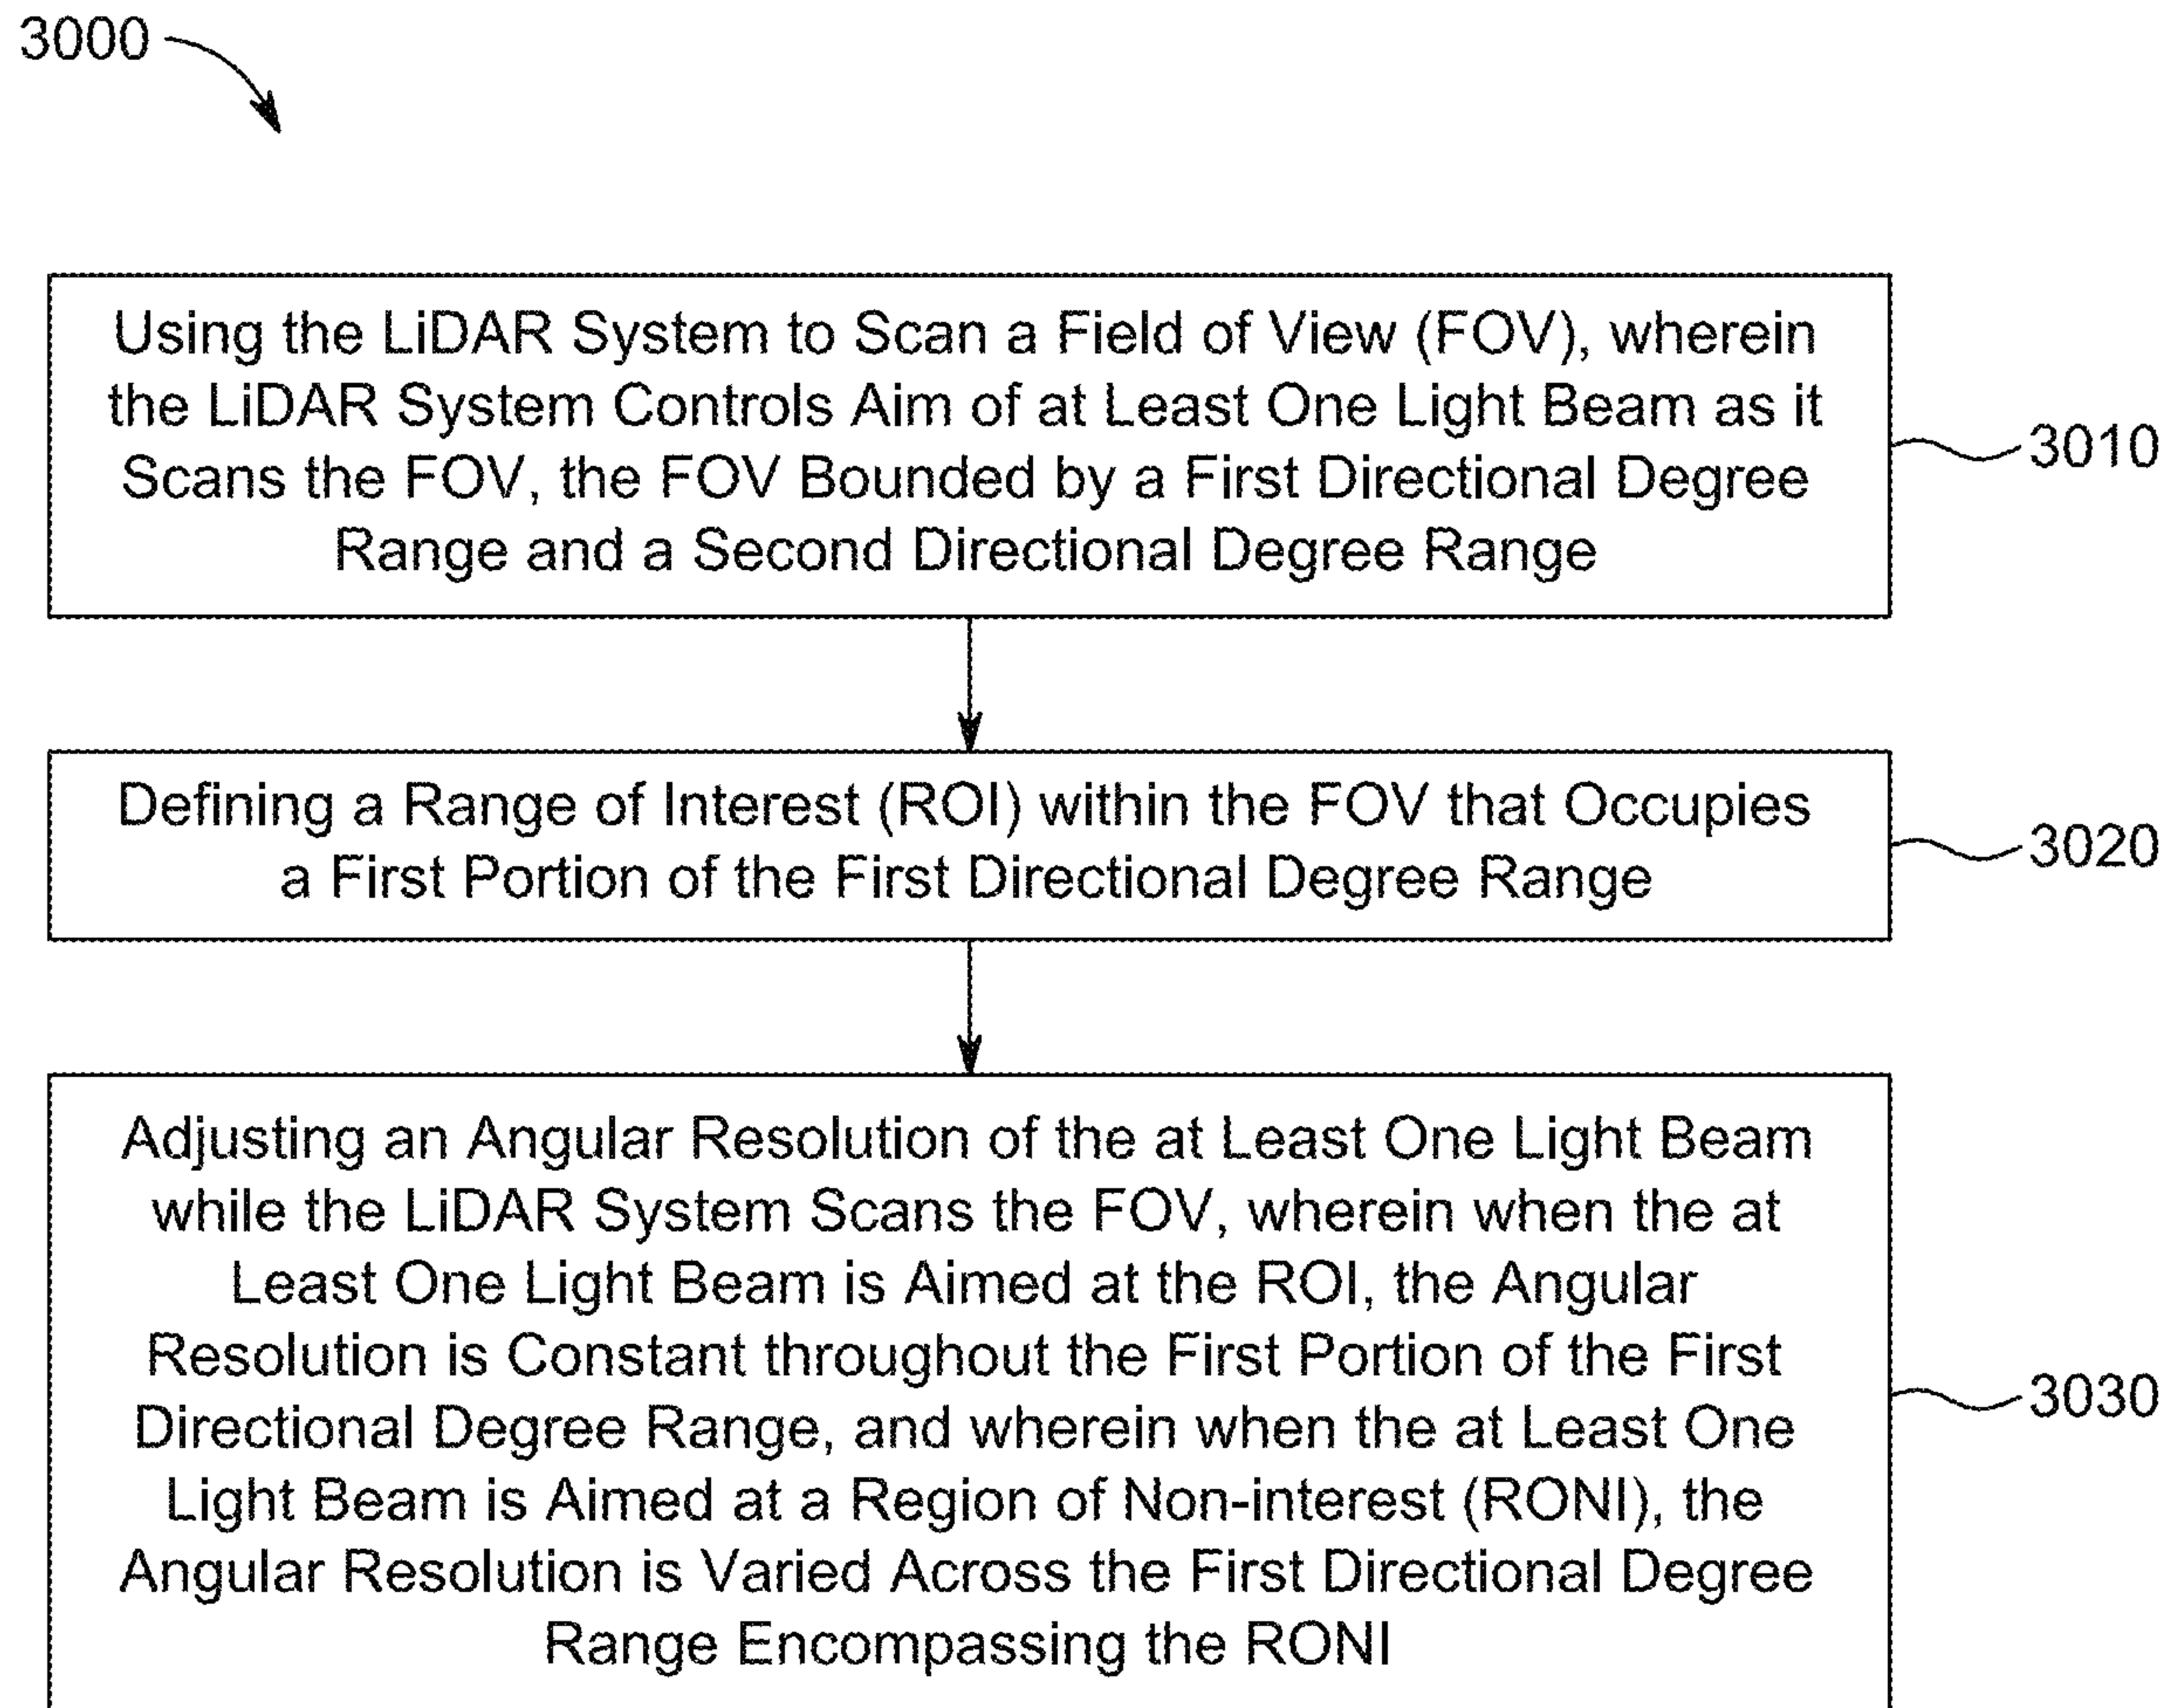 3000
Using the LiDAR System to Scan a Field of View (FOV), wherein
the LiDAR System Controls Aim of at Least One Light Beam as it
Scans the FOV, the FOV Bounded by a First Directional Degree
Range and a Second Directional Degree Range
3010
Defining a Range of Interest (ROI) within the FOV that Occupies
a First Portion of the First Directional Degree Range
3020
Adjusting an Angular Resolution of the at Least One Light Beam
while the LiDAR System Scans the FOV, wherein when the at
Least One Light Beam is Aimed at the ROI, the Angular
Resolution is Constant throughout the First Portion of the First
Directional Degree Range, and wherein when the at Least One
Light Beam is Aimed at a Region of Non-interest (RONI), the
Angular Resolution is Varied Across the First Directional Degree
Range Encompassing the RONI
3030